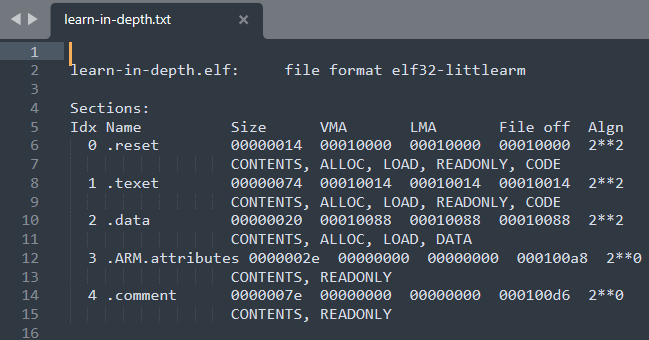 learn-in-depth.txt ×
1
2 learn-in-depth.elf:     file format elf32-littlearm
3
4 Sections:
5 Idx Name          Size      VMA       LMA       File off  Algn
6   0 .reset        00000014  00010000  00010000  00010000  2**2
7                   CONTENTS, ALLOC, LOAD, READONLY, CODE
8   1 .texet        00000074  00010014  00010014  00010014  2**2
9                   CONTENTS, ALLOC, LOAD, READONLY, CODE
10   2 .data         00000020  00010088  00010088  00010088  2**2
11                   CONTENTS, ALLOC, LOAD, DATA
12   3 .ARM.attributes 0000002e  00000000  00000000  000100a8  2**0
13                   CONTENTS, READONLY
14   4 .comment      0000007e  00000000  00000000  000100d6  2**0
15                   CONTENTS, READONLY
16